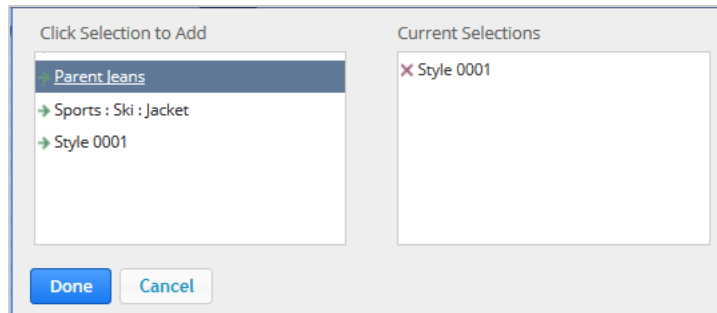 Click Selection to Add
Parent Jeans
Sports : Ski : Jacket
Style 0001
Current Selections
Style 0001
Done
Cancel